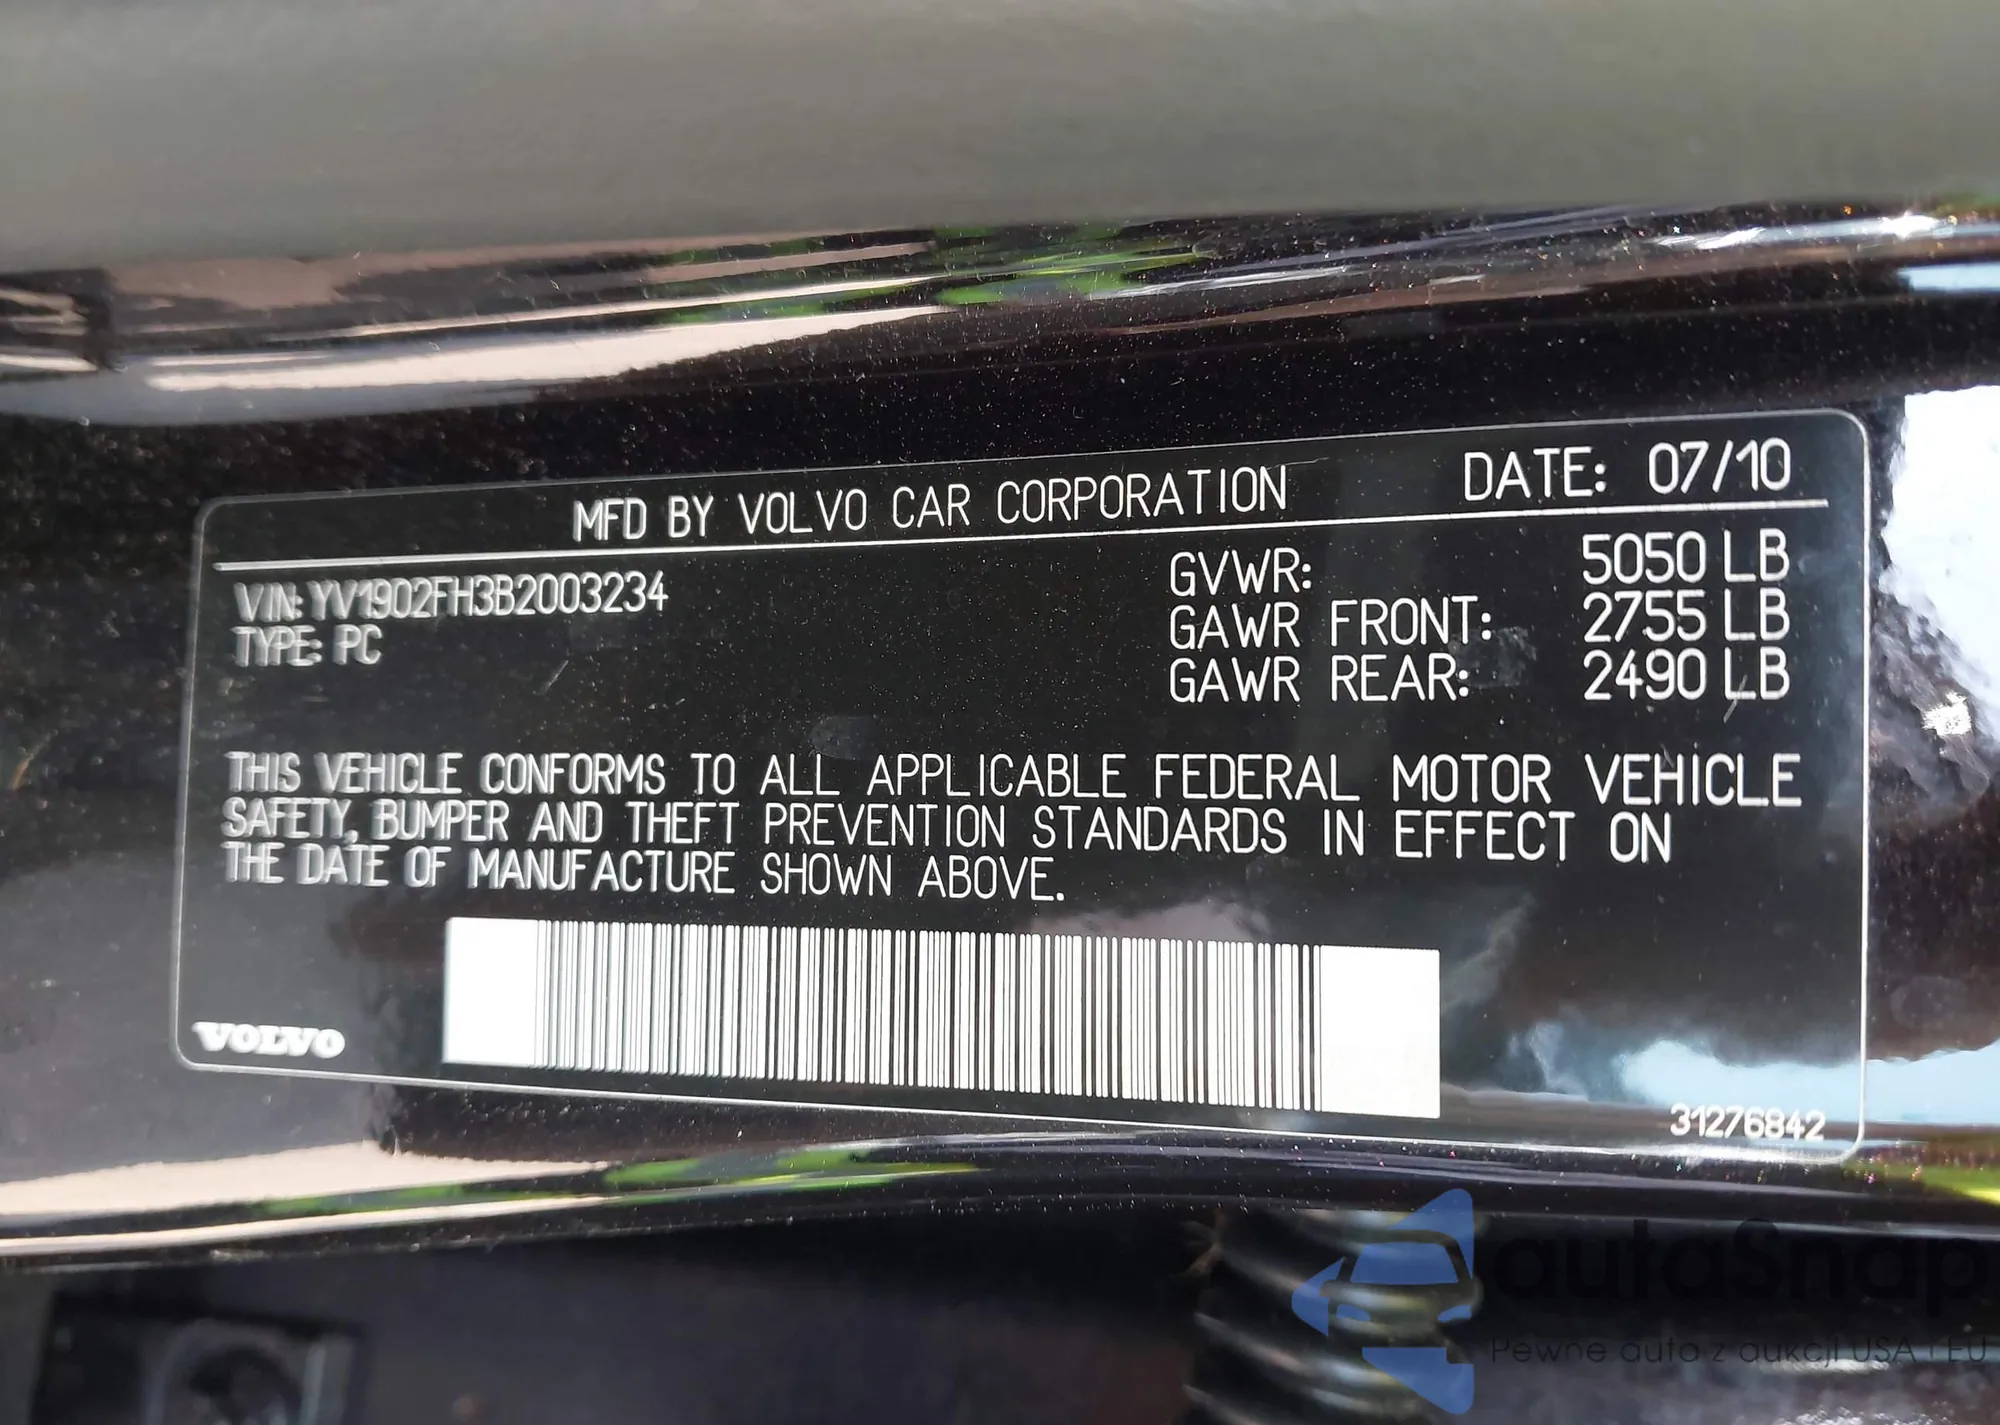 MFD BY VOLVO CAR CORPORATION DATE: 07/10
VIN: YV1902FH3B2003234
TYPE: PC
GVWR: 5050 LB
GAWR FRONT: 2755 LB
GAWR REAR: 2490 LB
THIS VEHICLE CONFORMS TO ALL APPLICABLE FEDERAL MOTOR VEHICLE
SAFETY, BUMPER AND THEFT PREVENTION STANDARDS IN EFFECT ON
THE DATE OF MANUFACTURE SHOWN ABOVE.
VOLVO
31276842
autaSnap
Pewne auta z aukcji USA i EU